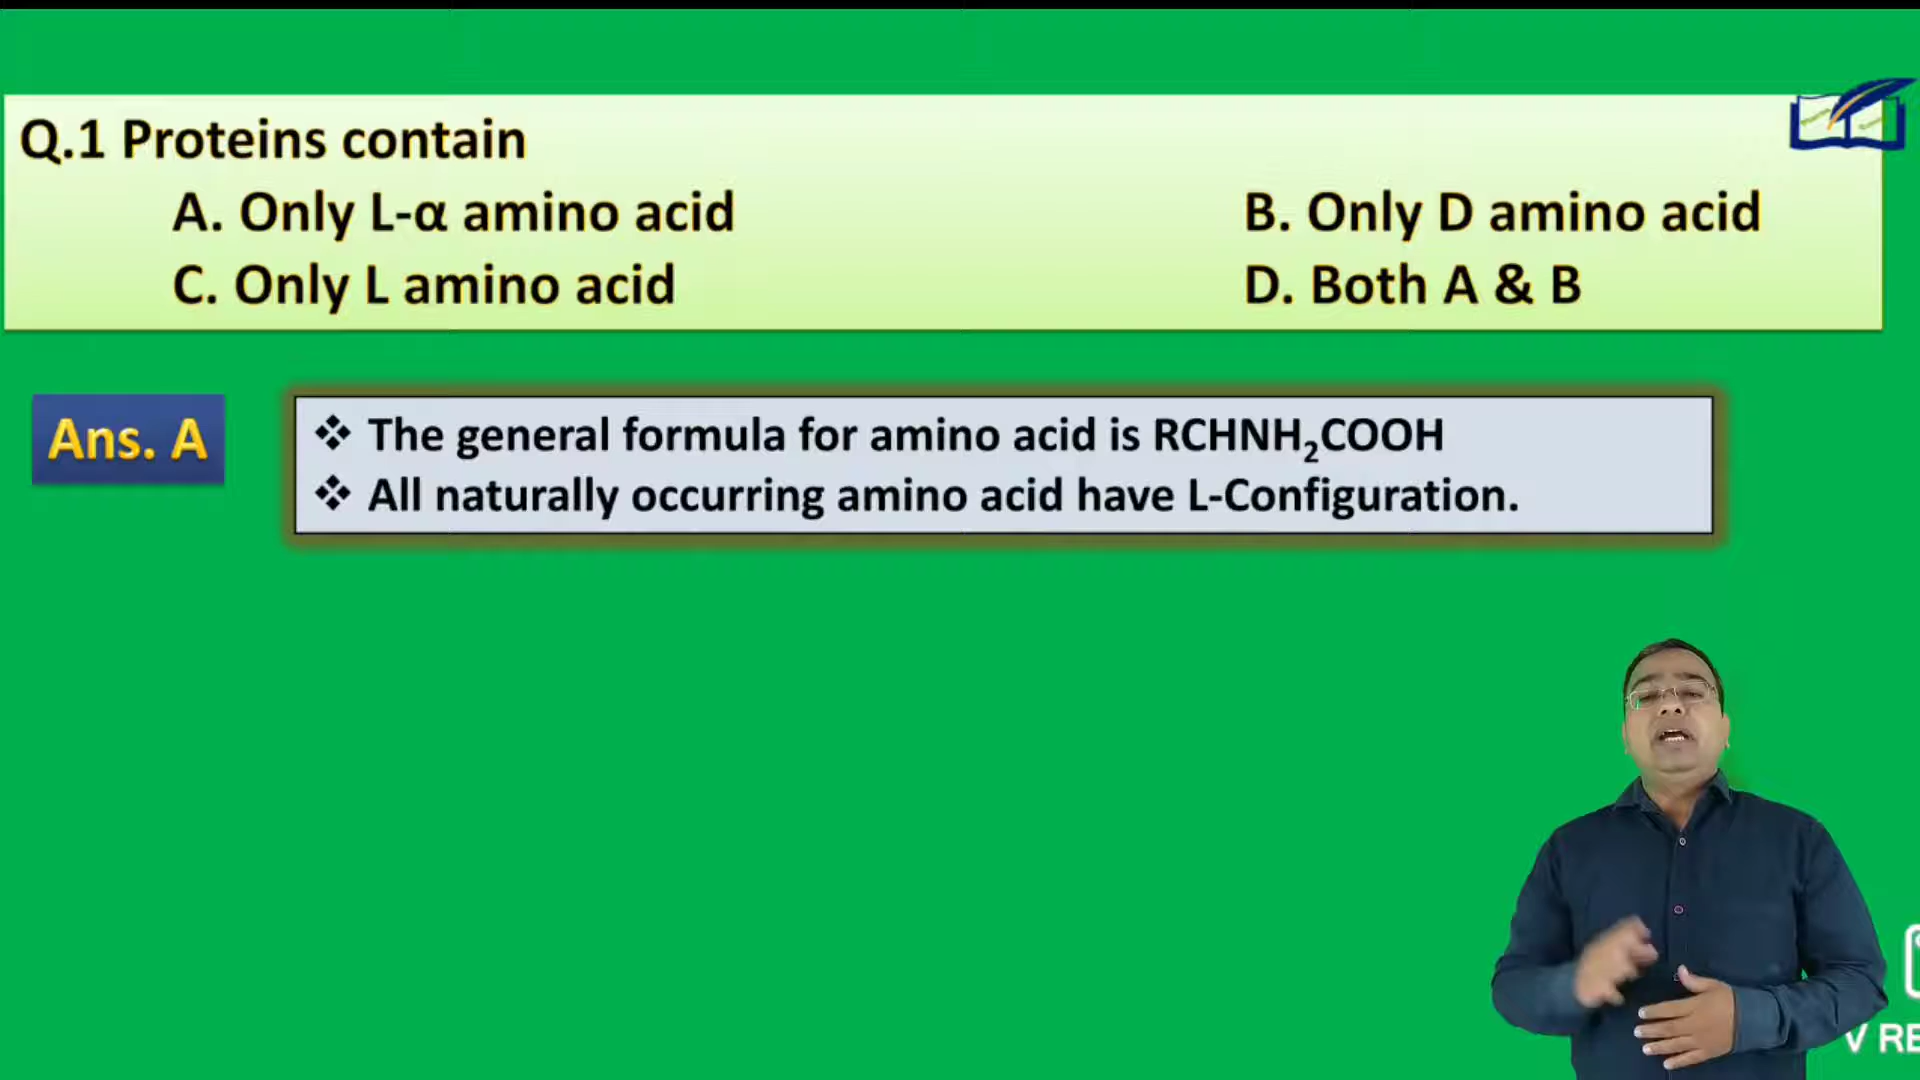 Q.1 Proteins contain
A. Only L-α amino acid
B. Only D amino acid
C. Only L amino acid
D. Both A & B
Ans. A
❖ The general formula for amino acid is RCHNH₂COOH
❖ All naturally occurring amino acid have L-Configuration.
V RE